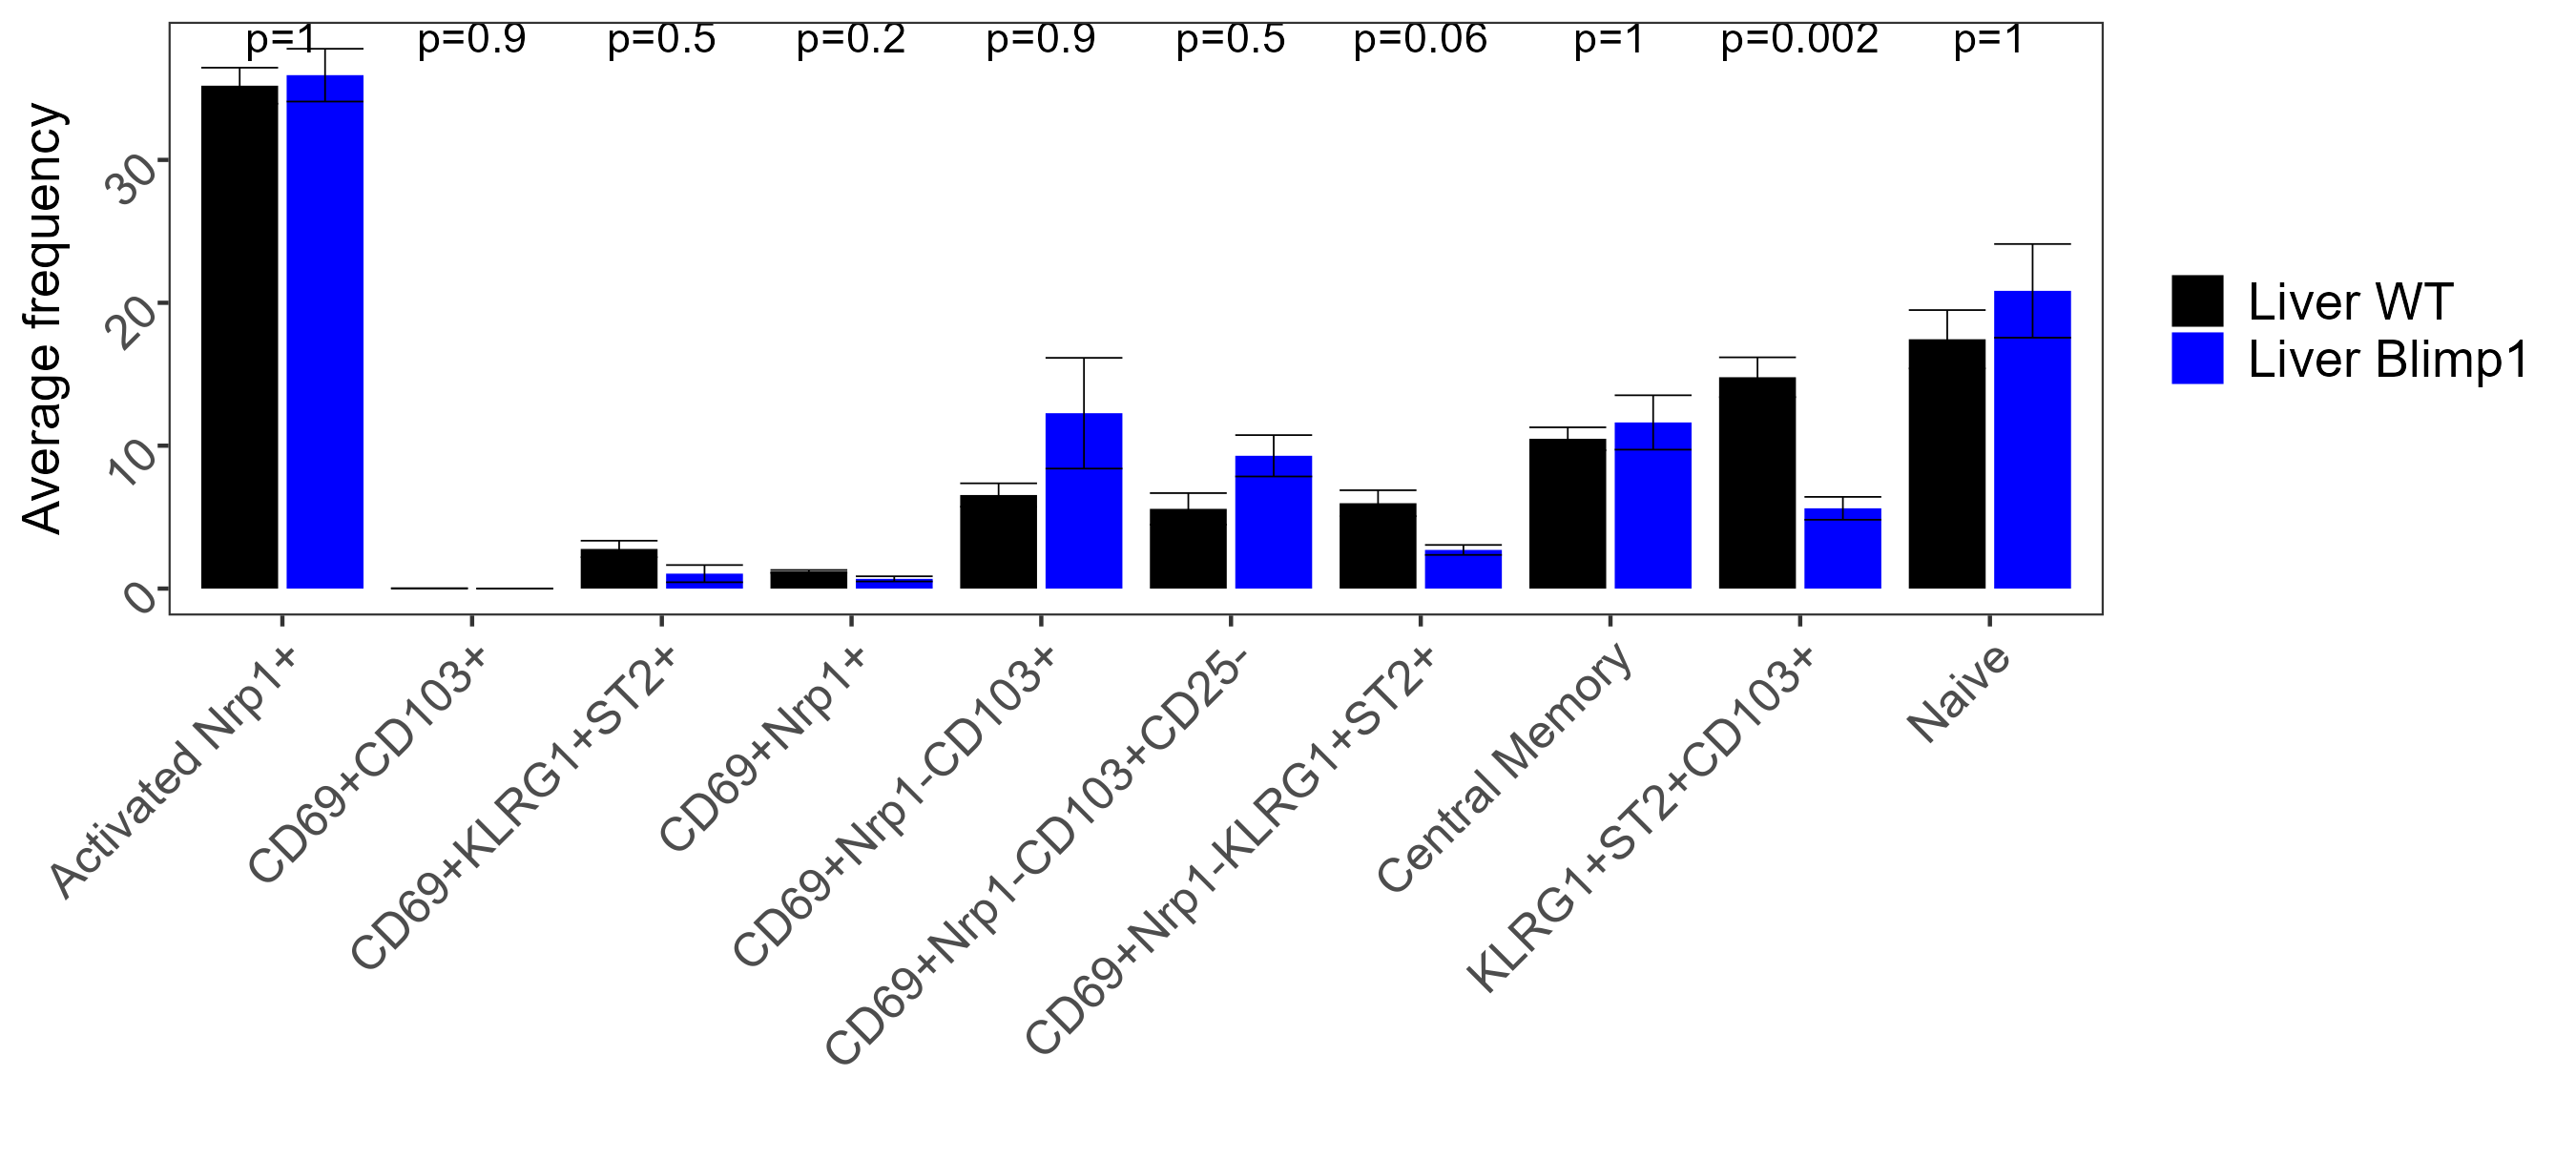 p=1 p=0.9 p=0.5 p=0.2 p=0.9 p=0.5 p=0.06 p=1 p=0.002 p=1
Average frequency
30
20
10
0
Liver WT
Liver Blimp1
Activated Nrp1+
CD69+CD103+
CD69+KLRG1+ST2+
CD69+Nrp1+
CD69+Nrp1-CD103+
CD69+Nrp1-CD103+CD25-
CD69+Nrp1-KLRG1+ST2+
Central Memory
KLRG1+ST2+CD103+
Naive